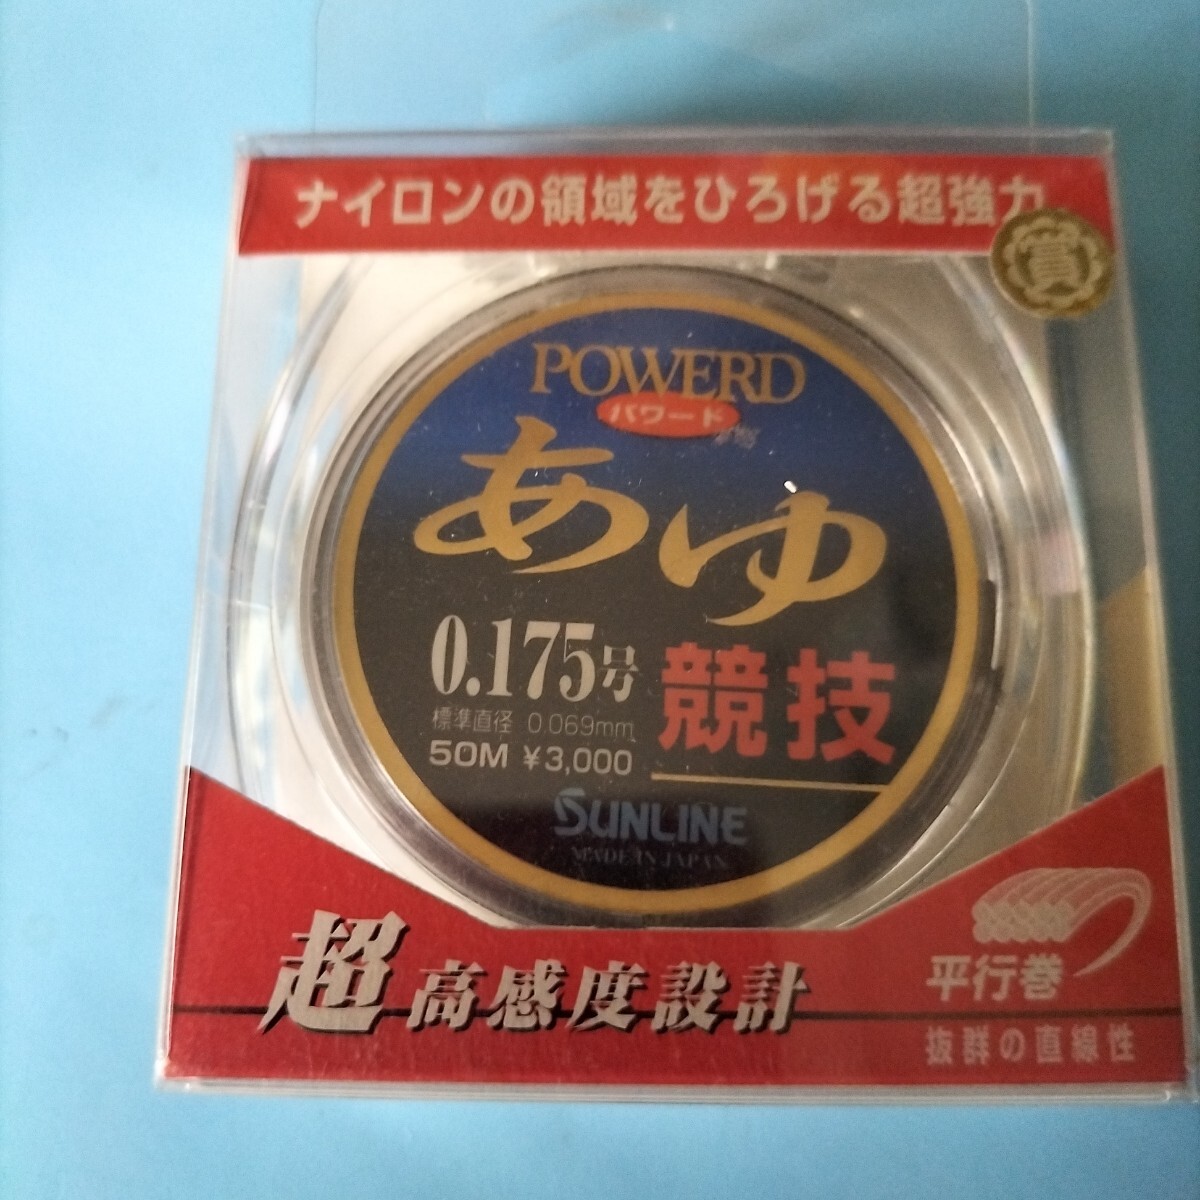 ナイロンの領域をひろげる超強力
賞
POWERD
パワード
あゆ
0.175号
競技
標準直径 0.069mm
50M ¥3,000
SUNLINE
MADE IN JAPAN
超高感度設計
平行巻
抜群の直線性